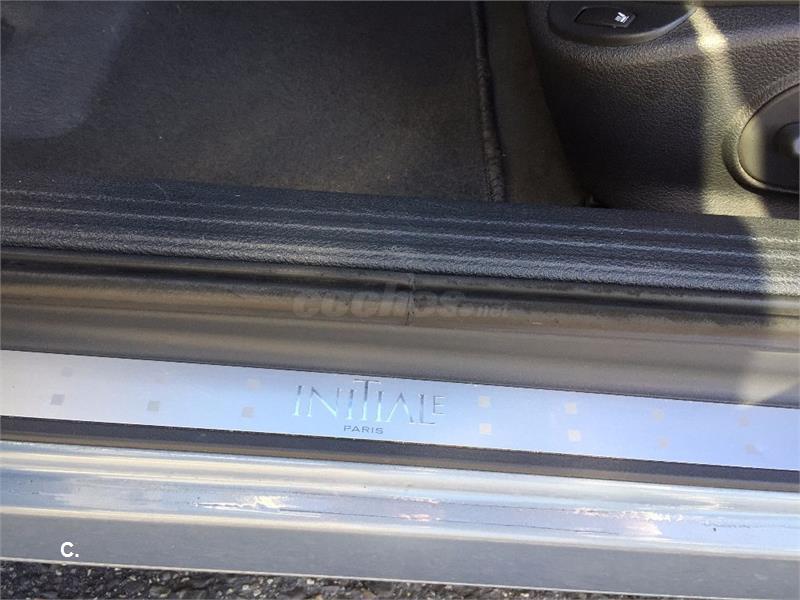 coches.net
INITIALE
PARIS
C.